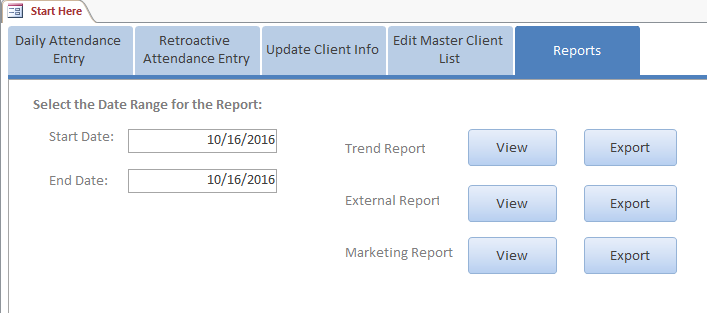 Start Here
Daily Attendance
Entry
Retroactive
Attendance Entry
Update Client Info
Edit Master Client
List
Reports
Select the Date Range for the Report:
Start Date:
10/16/2016
End Date:
10/16/2016
Trend Report
View
Export
External Report
View
Export
Marketing Report
View
Export